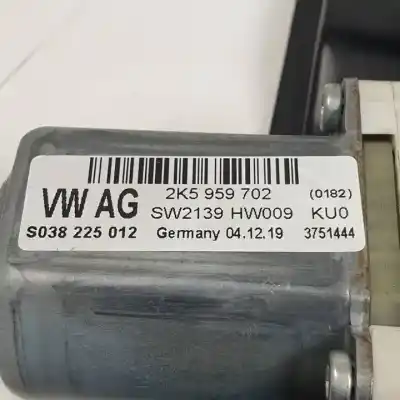 VW AG 2K5 959 702 (0182)
SW2139 HW009 KU0
S038 225 012 Germany 04.12.19 3751444